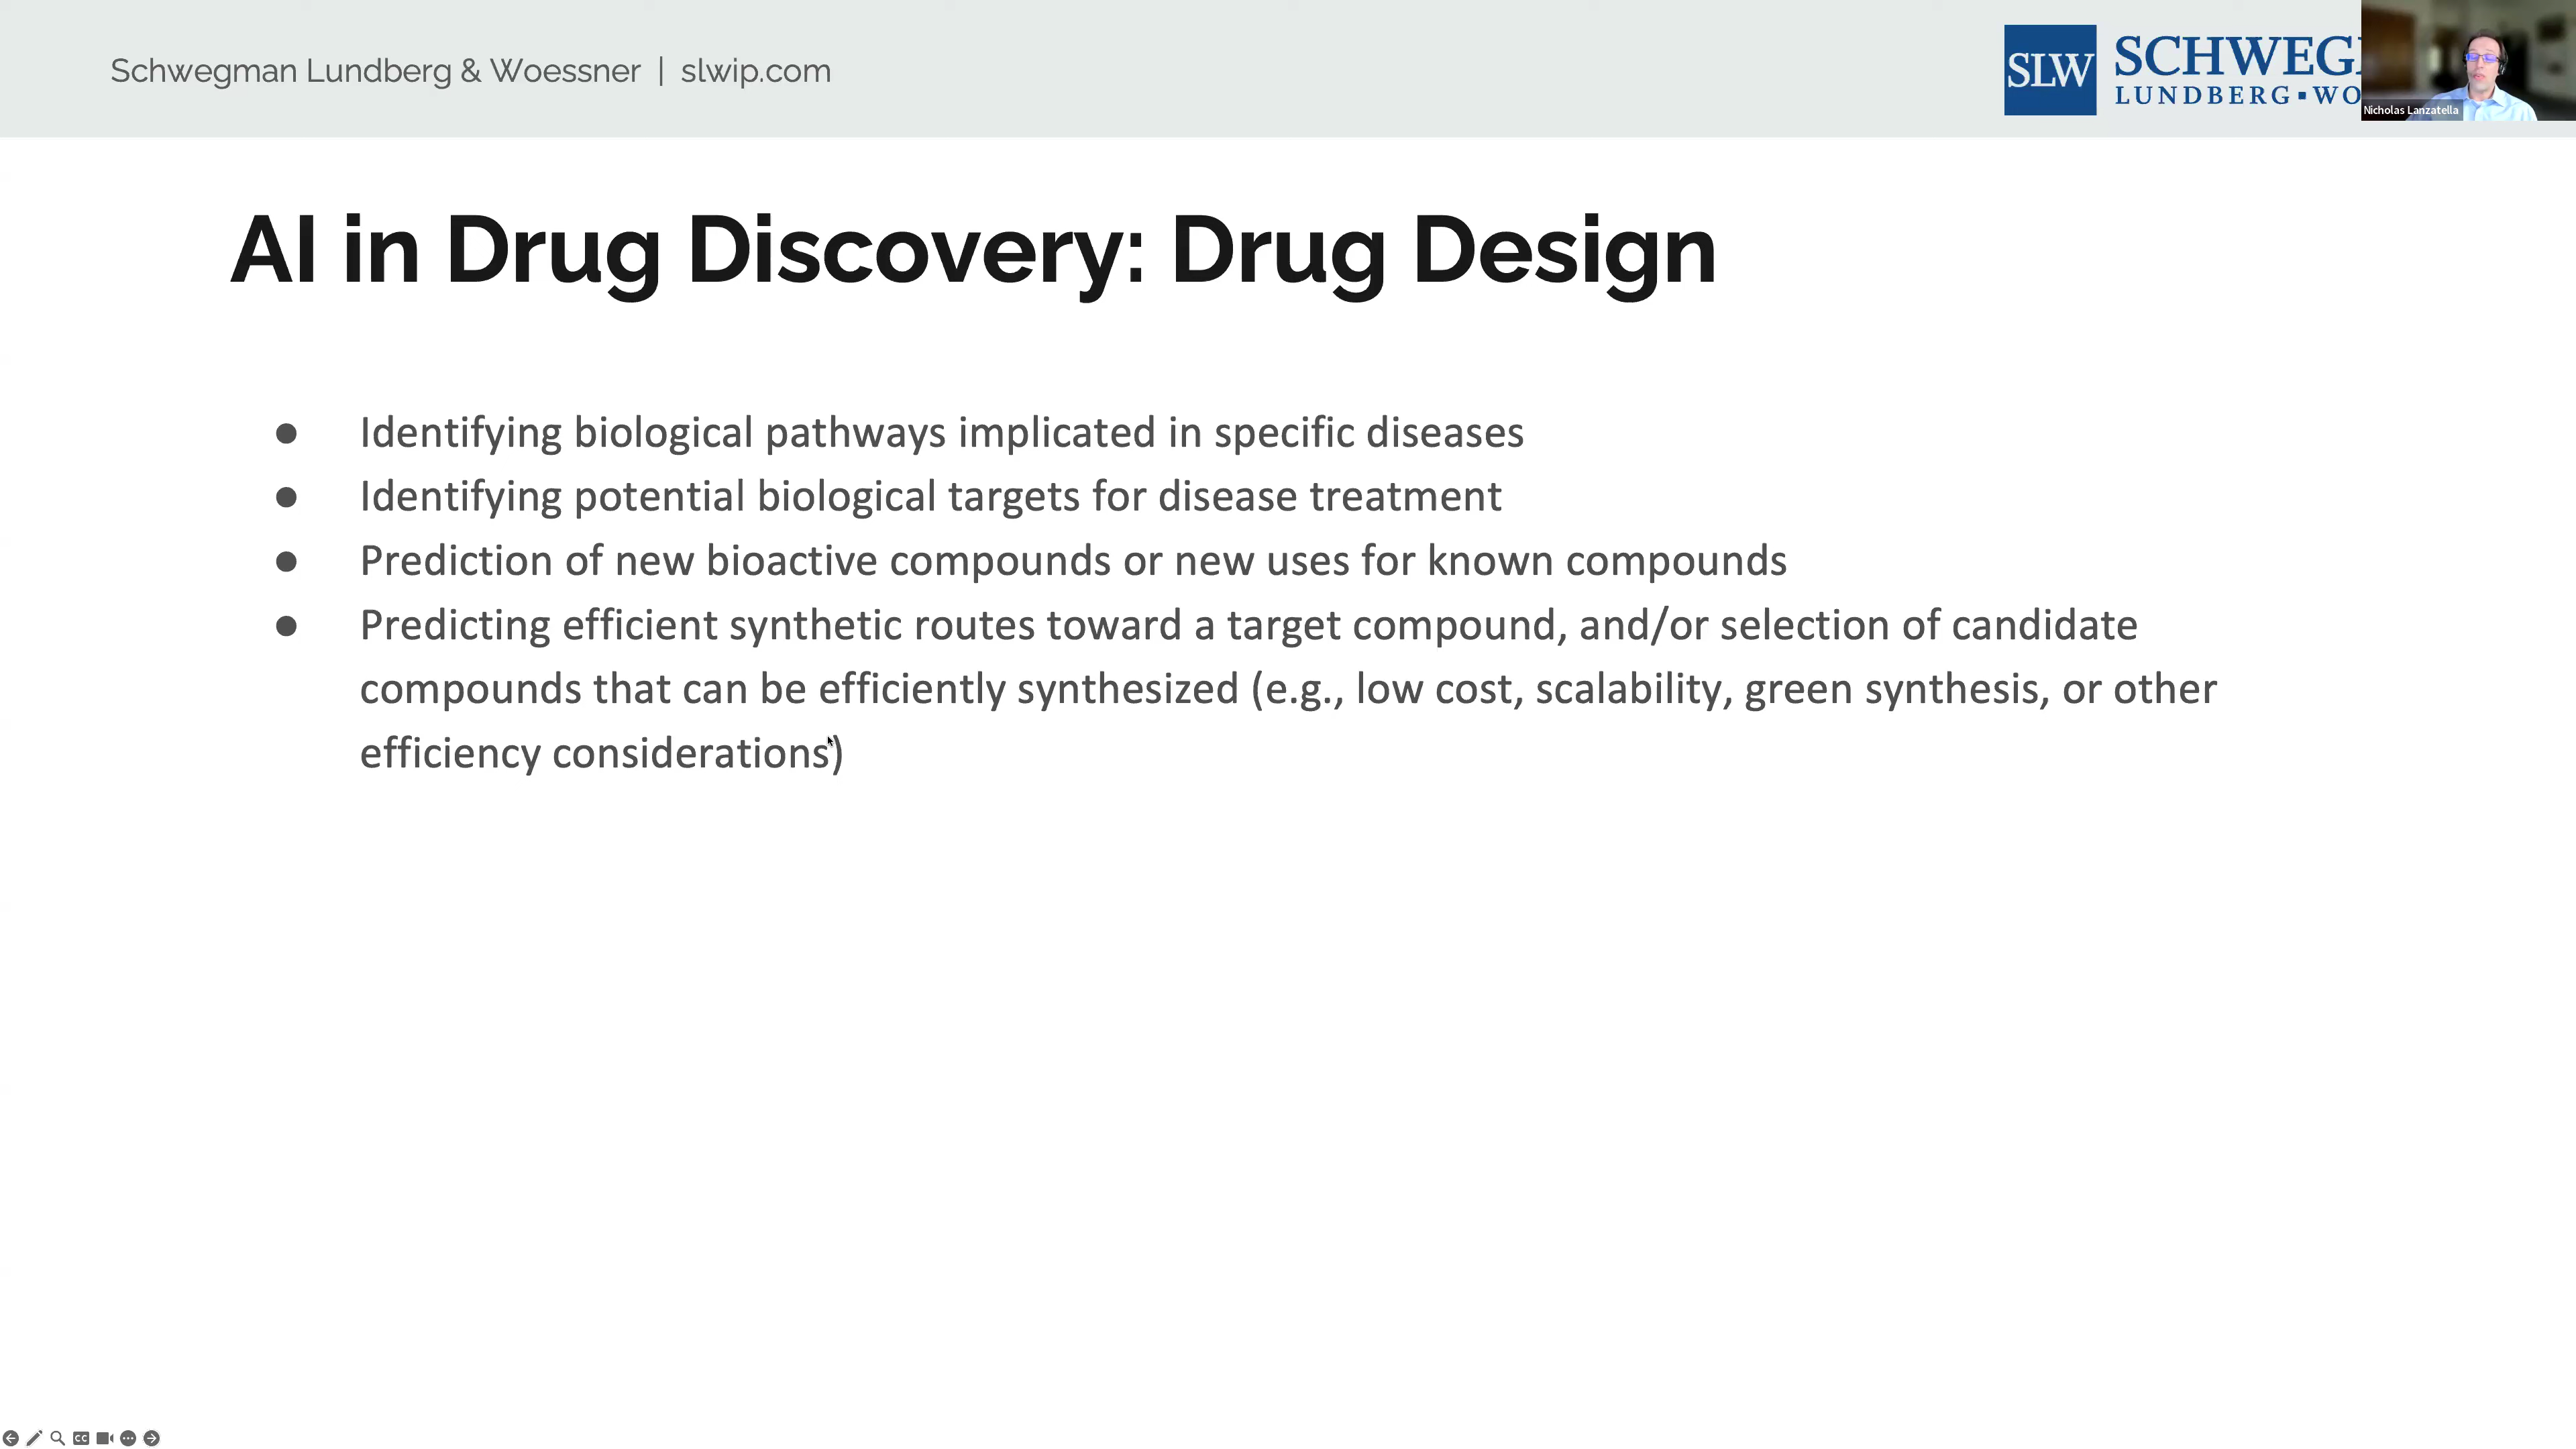 Schwegman Lundberg & Woessner | slwip.com
SLW
SCHWEG
LUNDBERG▪WO
Nicholas Lanzatella
AI in Drug Discovery: Drug Design
● Identifying biological pathways implicated in specific diseases
● Identifying potential biological targets for disease treatment
● Prediction of new bioactive compounds or new uses for known compounds
● Predicting efficient synthetic routes toward a target compound, and/or selection of candidate
compounds that can be efficiently synthesized (e.g., low cost, scalability, green synthesis, or other
efficiency considerations)
CC